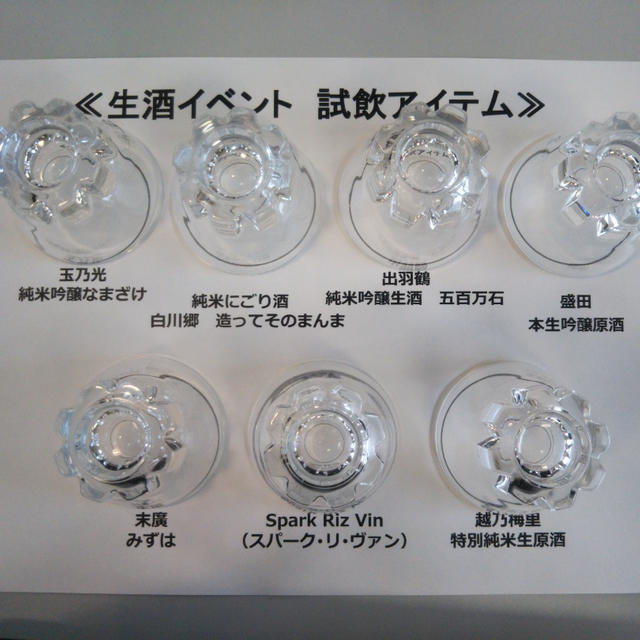 ≪生酒イベント　試飲アイテム≫
玉乃光
純米吟醸なまざけ
純米にごり酒
白川郷　造ってそのまんま
出羽鶴
純米吟醸生酒　五百万石
盛田
本生吟醸原酒
末廣
みずは
Spark Riz Vin
（スパーク・リ・ヴァン）
越乃梅里
特別純米生原酒